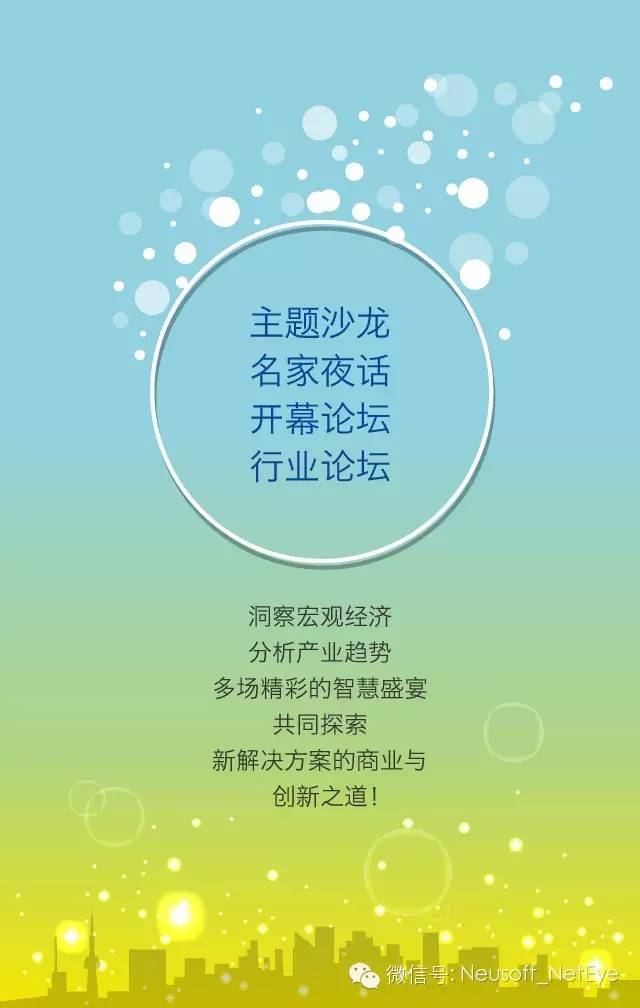 主题沙龙
名家夜话
开幕论坛
行业论坛
洞察宏观经济
分析产业趋势
多场精彩的智慧盛宴
共同探索
新解决方案的商业与
创新之道！
微信号: Neusoft_NetEye